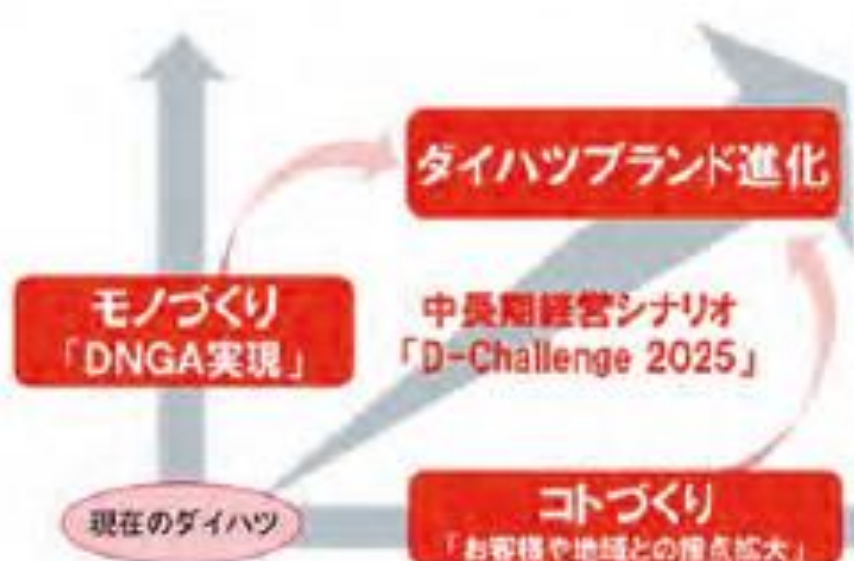 ダイハツブランド進化
モノづくり
「DNGA実現」
中長期経営シナリオ
「D-Challenge 2025」
現在のダイハツ
コトづくり
「お客様や地域との接点拡大」